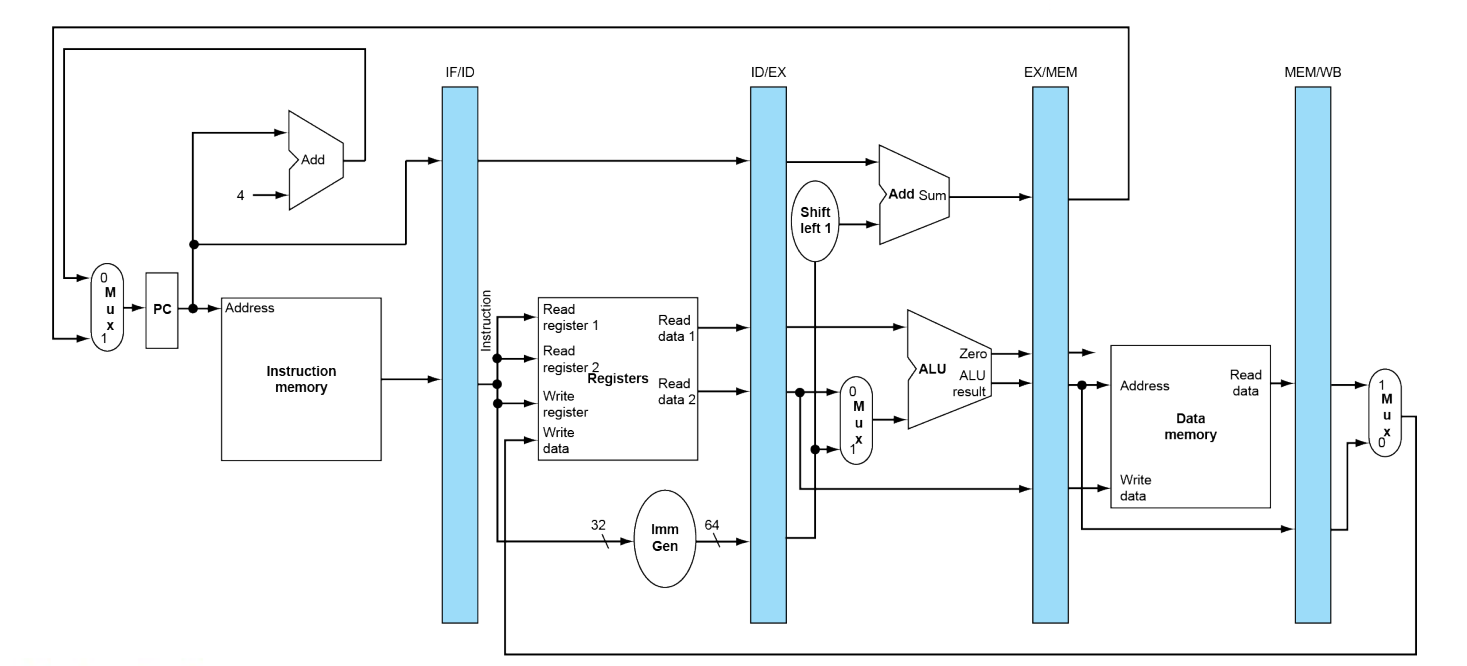 IF/ID
ID/EX
EX/MEM
MEM/WB
Add
4
Add Sum
Shift
left 1
0
M
u
x
1
PC
Address
Instruction
memory
Instruction
Read
register 1
Read
register 2
Write
register
Write
data
Registers
Read
data 1
Read
data 2
32
Imm
Gen
64
0
M
u
x
1
ALU
Zero
ALU
result
Address
Read
data
Data
memory
Write
data
1
M
u
x
0